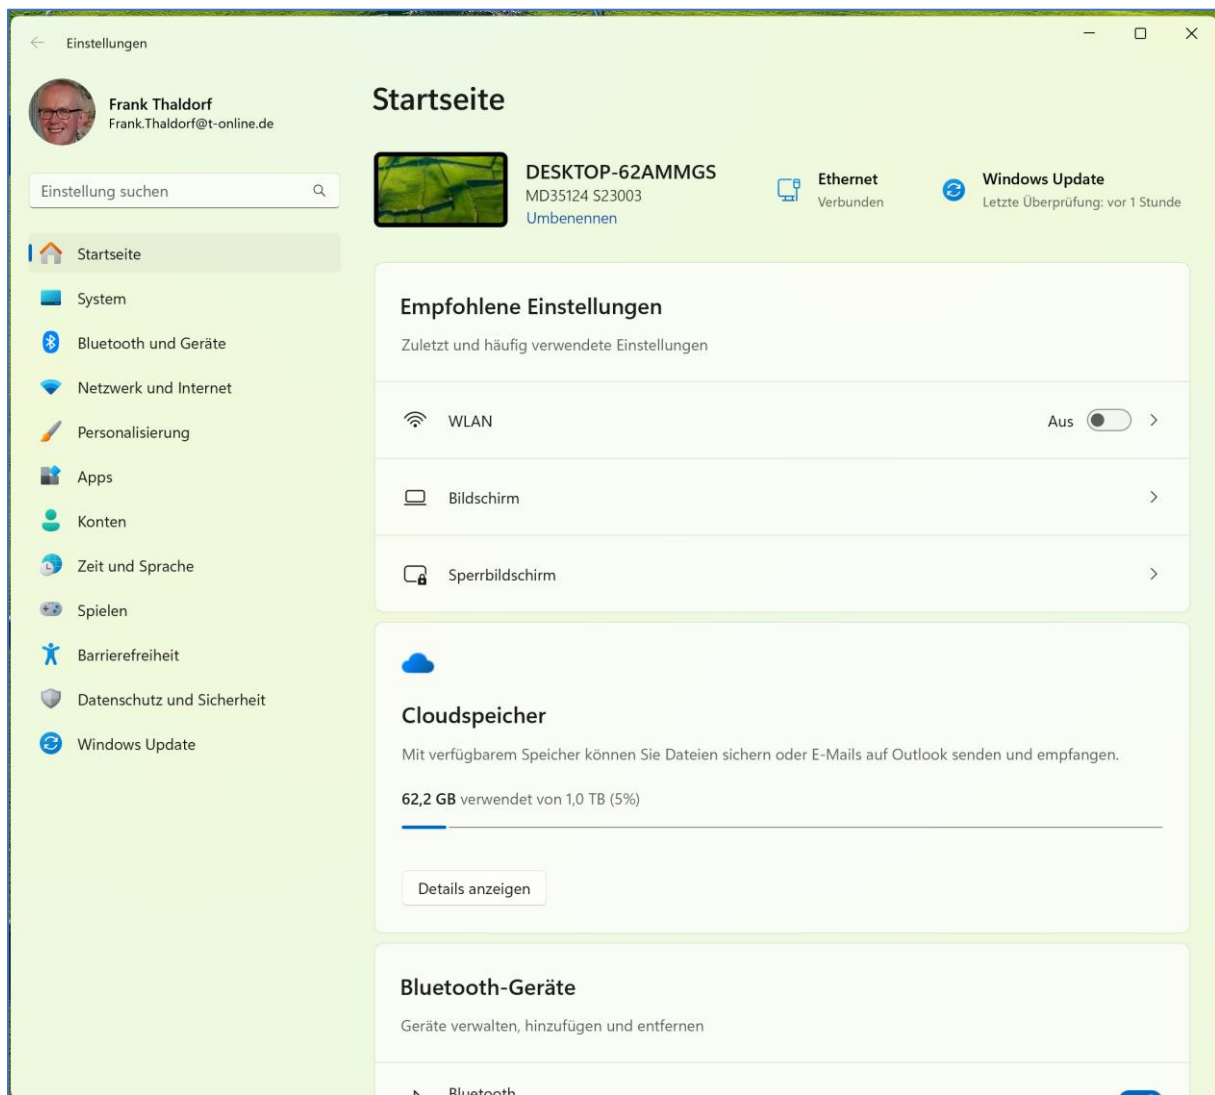 Einstellungen
Frank Thaldorf
Frank.Thaldorf@t-online.de
Einstellung suchen
Startseite
System
Bluetooth und Geräte
Netzwerk und Internet
Personalisierung
Apps
Konten
Zeit und Sprache
Spielen
Barrierefreiheit
Datenschutz und Sicherheit
Windows Update
Startseite
DESKTOP-62AMMGS
MD35124 S23003
Umbenennen
Ethernet
Verbunden
Windows Update
Letzte Überprüfung: vor 1 Stunde
Empfohlene Einstellungen
Zuletzt und häufig verwendete Einstellungen
WLAN
Aus
Bildschirm
Sperrbildschirm
Cloudspeicher
Mit verfügbarem Speicher können Sie Dateien sichern oder E-Mails auf Outlook senden und empfangen.
62,2 GB verwendet von 1,0 TB (5%)
Details anzeigen
Bluetooth-Geräte
Geräte verwalten, hinzufügen und entfernen
Bluetooth